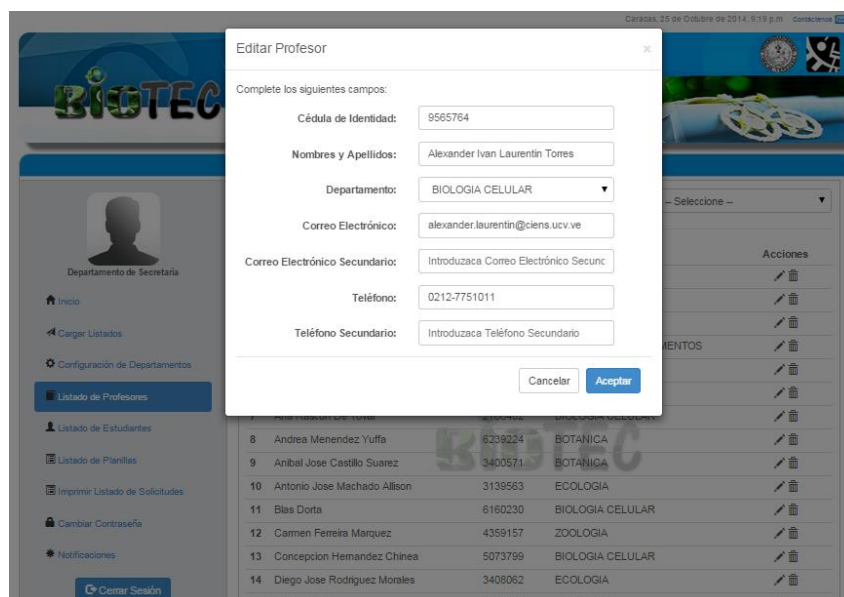 Caracas, 25 de Octubre de 2014, 9:19 p.m Contáctenos
BIOTEC
Editar Profesor ×
Complete los siguientes campos:
Cédula de Identidad: 9565764
Nombres y Apellidos: Alexander Ivan Laurentin Torres
Departamento: BIOLOGIA CELULAR
Correo Electrónico: alexander.laurentin@ciens.ucv.ve
Correo Electrónico Secundario: Introduzaca Correo Electrónico Secunc
Teléfono: 0212-7751011
Teléfono Secundario: Introduzaca Teléfono Secundario
Cancelar Aceptar
Departamento de Secretaria
Inicio
Cargar Listados
Configuración de Departamentos
Listado de Profesores
Listado de Estudiantes
Listado de Planillas
Imprimir Listado de Solicitudes
Cambiar Contraseña
Notificaciones
Cerrar Sesión
-- Seleccione --
Acciones
MENTOS
8 Andrea Menendez Yuffa 6239224 BOTANICA
9 Anibal Jose Castillo Suarez 3400571 BOTANICA
10 Antonio Jose Machado Allison 3139563 ECOLOGIA
11 Blas Dorta 6160230 BIOLOGIA CELULAR
12 Carmen Ferreira Marquez 4359157 ZOOLOGIA
13 Concepcion Hernandez Chinea 5073799 BIOLOGIA CELULAR
14 Diego Jose Rodriguez Morales 3408062 ECOLOGIA
BIOTEC